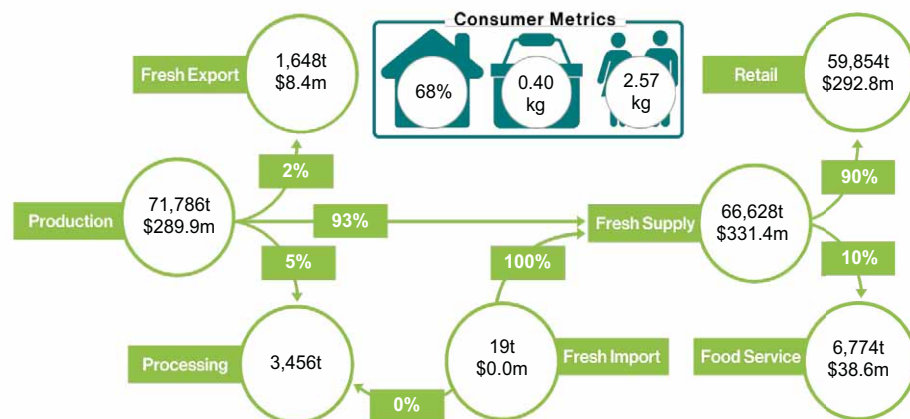 Consumer Metrics
Fresh Export
1,648t
$8.4m
68%
0.40
kg
2.57
kg
Retail
59,854t
$292.8m
2%
90%
Production
71,786t
$289.9m
93%
Fresh Supply
66,628t
$331.4m
5%
100%
10%
Processing
3,456t
19t
$0.0m
Fresh Import
Food Service
6,774t
$38.6m
0%